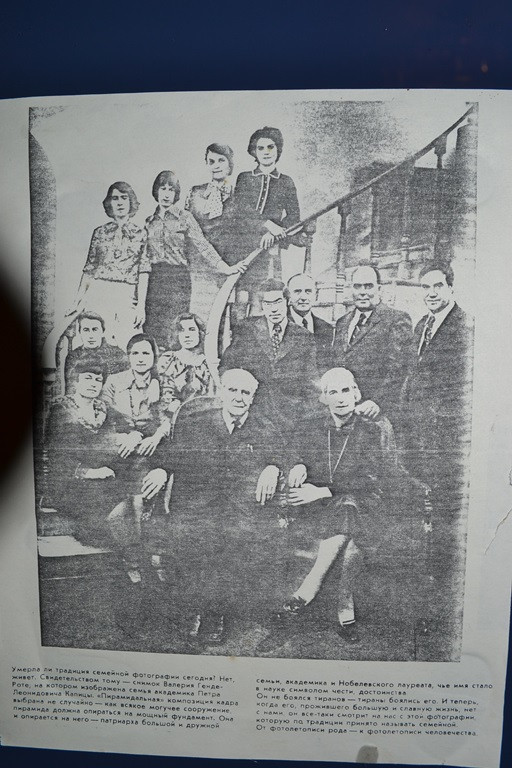 Умерла ли традиция семейной фотографии сегодня? Нет,
живет. Свидетельством тому — снимок Валерия Генде-
Роте, на котором изображена семья академика Петра
Леонидовича Капицы. «Пирамидальная» композиция кадра
выбрана не случайно — как всякое могучее сооружение,
пирамида должна опираться на мощный фундамент. Она
и опирается на него — патриарха большой и дружной
семьи, академика и Нобелевского лауреата, чье имя стало
в науке символом чести, достоинства.
Он не боялся тиранов — тираны боялись его. И теперь,
когда его, прожившего большую и славную жизнь, нет
с нами, он все-таки смотрит на нас с этой фотографии,
которую по традиции принято называть семейной.
От фотолетописи рода — к фотолетописи человечества.